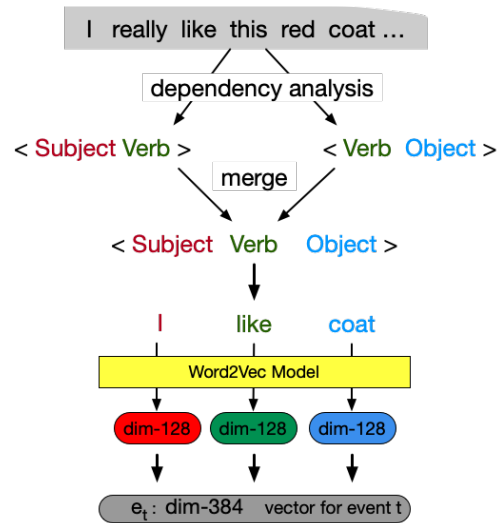 I really like this red coat ...
dependency analysis
< Subject Verb > < Verb Object >
merge
< Subject Verb Object >
I like coat
Word2Vec Model
dim-128 dim-128 dim-128
et : dim-384 vector for event t